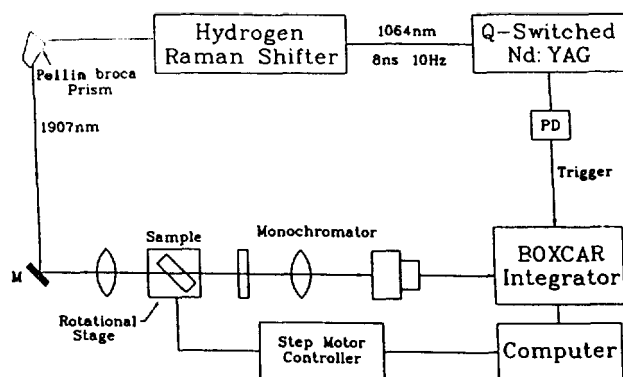 Hydrogen
Raman Shifter
1064nm
8ns 10Hz
Q-Switched
Nd: YAG
Pellin broca
Prism
PD
1907nm
Trigger
Sample
Monochromator
M
BOXCAR
Integrator
Rotational
Stage
Step Motor
Controller
Computer